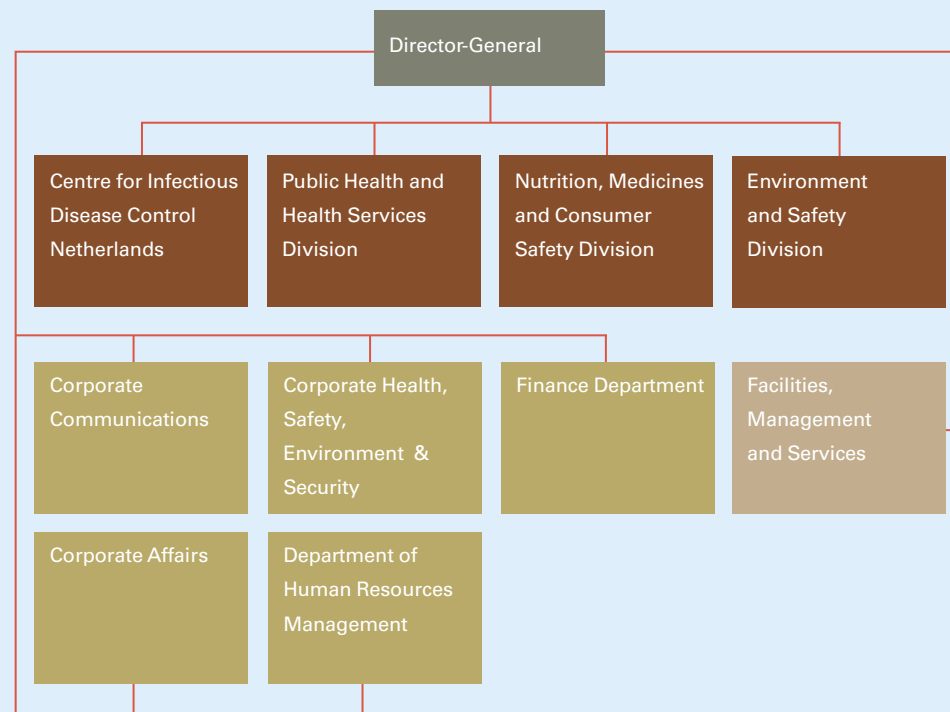 Director-General
Centre for Infectious
Disease Control
Netherlands
Public Health and
Health Services
Division
Nutrition, Medicines
and Consumer
Safety Division
Environment
and Safety
Division
Corporate
Communications
Corporate Health,
Safety,
Environment &
Security
Finance Department
Facilities,
Management
and Services
Corporate Affairs
Department of
Human Resources
Management